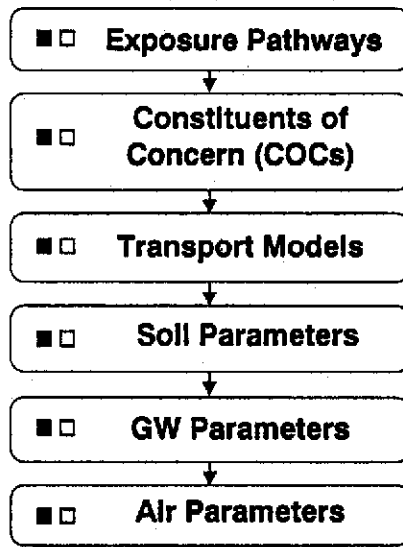 Exposure Pathways
Constituents of
Concern (COCs)
Transport Models
Soil Parameters
GW Parameters
Air Parameters